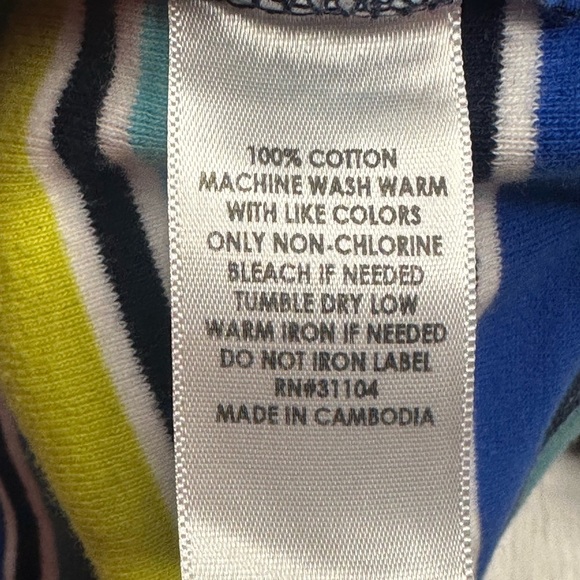 100% COTTON
MACHINE WASH WARM
WITH LIKE COLORS
ONLY NON-CHLORINE
BLEACH IF NEEDED
TUMBLE DRY LOW
WARM IRON IF NEEDED
DO NOT IRON LABEL
RN#31104
MADE IN CAMBODIA